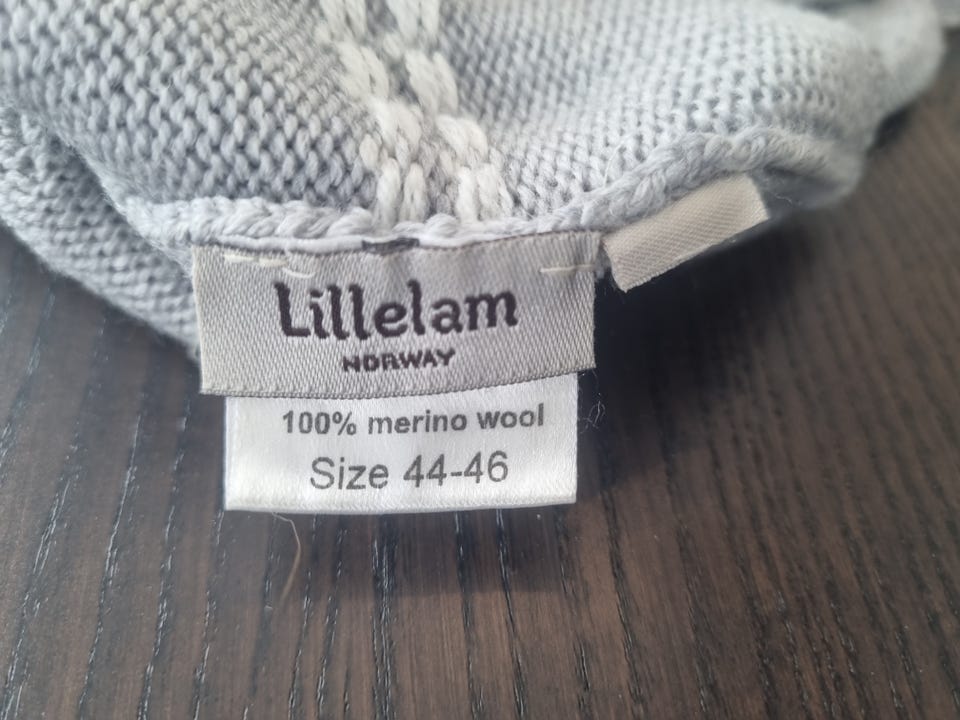 Lillelam
NORWAY
100% merino wool
Size 44-46